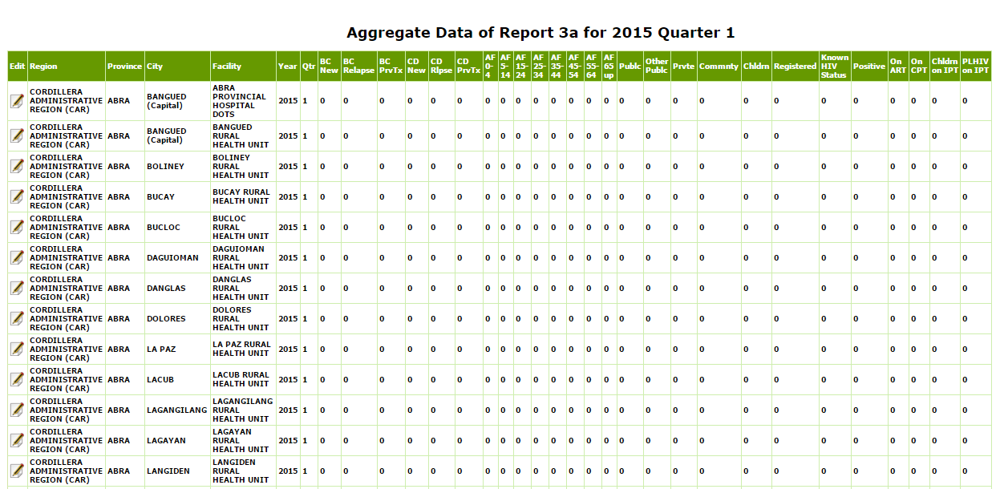 Aggregate Data of Report 3a for 2015 Quarter 1
Edit Region Province City Facility Year Qtr BC New BC Relapse BC PrvTx CD New CD Rlpse CD PrvTx AF 0-4 AF 5-14 AF 15-24 AF 25-34 AF 35-44 AF 45-54 AF 55-64 AF 65 up Publc Other Publc Prvte Commnty Chldrn Registered Known HIV Status Positive On ART On CPT Chldrn on IPT PLHIV on IPT
CORDILLERA ADMINISTRATIVE REGION (CAR) ABRA BANGUED (Capital) ABRA PROVINCIAL HOSPITAL DOTS 2015 1 0 0 0 0 0 0 0 0 0 0 0 0 0 0 0 0 0 0 0 0 0 0 0 0 0 0
CORDILLERA ADMINISTRATIVE REGION (CAR) ABRA BANGUED (Capital) BANGUED RURAL HEALTH UNIT 2015 1 0 0 0 0 0 0 0 0 0 0 0 0 0 0 0 0 0 0 0 0 0 0 0 0 0 0
CORDILLERA ADMINISTRATIVE REGION (CAR) ABRA BOLINEY BOLINEY RURAL HEALTH UNIT 2015 1 0 0 0 0 0 0 0 0 0 0 0 0 0 0 0 0 0 0 0 0 0 0 0 0 0 0
CORDILLERA ADMINISTRATIVE REGION (CAR) ABRA BUCAY BUCAY RURAL HEALTH UNIT 2015 1 0 0 0 0 0 0 0 0 0 0 0 0 0 0 0 0 0 0 0 0 0 0 0 0 0 0
CORDILLERA ADMINISTRATIVE REGION (CAR) ABRA BUCLOC BUCLOC RURAL HEALTH UNIT 2015 1 0 0 0 0 0 0 0 0 0 0 0 0 0 0 0 0 0 0 0 0 0 0 0 0 0 0
CORDILLERA ADMINISTRATIVE REGION (CAR) ABRA DAGUIOMAN DAGUIOMAN RURAL HEALTH UNIT 2015 1 0 0 0 0 0 0 0 0 0 0 0 0 0 0 0 0 0 0 0 0 0 0 0 0 0 0
CORDILLERA ADMINISTRATIVE REGION (CAR) ABRA DANGLAS DANGLAS RURAL HEALTH UNIT 2015 1 0 0 0 0 0 0 0 0 0 0 0 0 0 0 0 0 0 0 0 0 0 0 0 0 0 0
CORDILLERA ADMINISTRATIVE REGION (CAR) ABRA DOLORES DOLORES RURAL HEALTH UNIT 2015 1 0 0 0 0 0 0 0 0 0 0 0 0 0 0 0 0 0 0 0 0 0 0 0 0 0 0
CORDILLERA ADMINISTRATIVE REGION (CAR) ABRA LA PAZ LA PAZ RURAL HEALTH UNIT 2015 1 0 0 0 0 0 0 0 0 0 0 0 0 0 0 0 0 0 0 0 0 0 0 0 0 0 0
CORDILLERA ADMINISTRATIVE REGION (CAR) ABRA LACUB LACUB RURAL HEALTH UNIT 2015 1 0 0 0 0 0 0 0 0 0 0 0 0 0 0 0 0 0 0 0 0 0 0 0 0 0 0
CORDILLERA ADMINISTRATIVE REGION (CAR) ABRA LAGANGILANG LAGANGILANG RURAL HEALTH UNIT 2015 1 0 0 0 0 0 0 0 0 0 0 0 0 0 0 0 0 0 0 0 0 0 0 0 0 0 0
CORDILLERA ADMINISTRATIVE REGION (CAR) ABRA LAGAYAN LAGAYAN RURAL HEALTH UNIT 2015 1 0 0 0 0 0 0 0 0 0 0 0 0 0 0 0 0 0 0 0 0 0 0 0 0 0 0
CORDILLERA ADMINISTRATIVE REGION (CAR) ABRA LANGIDEN LANGIDEN RURAL HEALTH UNIT 2015 1 0 0 0 0 0 0 0 0 0 0 0 0 0 0 0 0 0 0 0 0 0 0 0 0 0 0